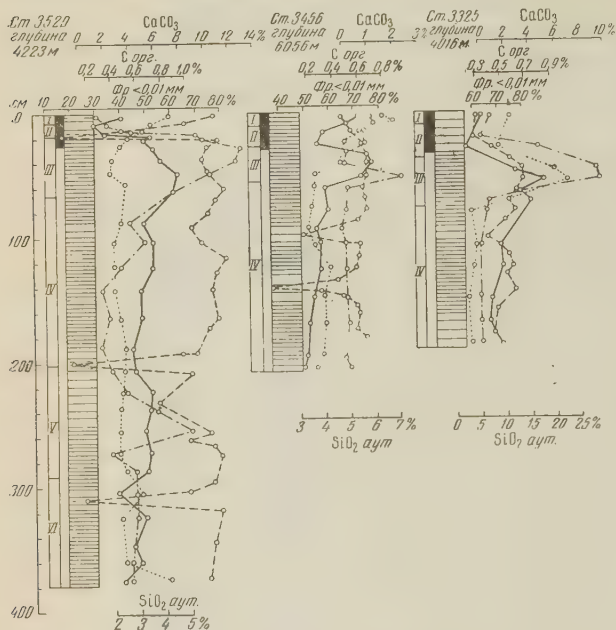 Ст. 3529
глубина
4223 м
CaCO₃
0 2 4 6 8 10 12 14%
С орг.
0,2 0,4 0,6 0,8 1,0%
Фр. < 0,01 мм
10 20 30 40 50 60 70 80%
см
0
100
200
300
400
I
II
III
IV
V
VI
SiO₂ аут.
2 3 4 5%
Ст. 3456
глубина
6056 м
CaCO₃
0 1 2 3%
С орг
0,2 0,4 0,6 0,8%
Фр. < 0,01 мм
40 50 60 70 80%
I
II
III
IV
3 4 5 6 7%
SiO₂ аут.
Ст. 3325
глубина
4016 м
CaCO₃
0 2 4 6 8 10%
С орг
0,3 0,5 0,7 0,9%
Фр. < 0,01 мм
60 70 80%
I
II
III
IV
0 5 10 15 20 25%
SiO₂ аут.